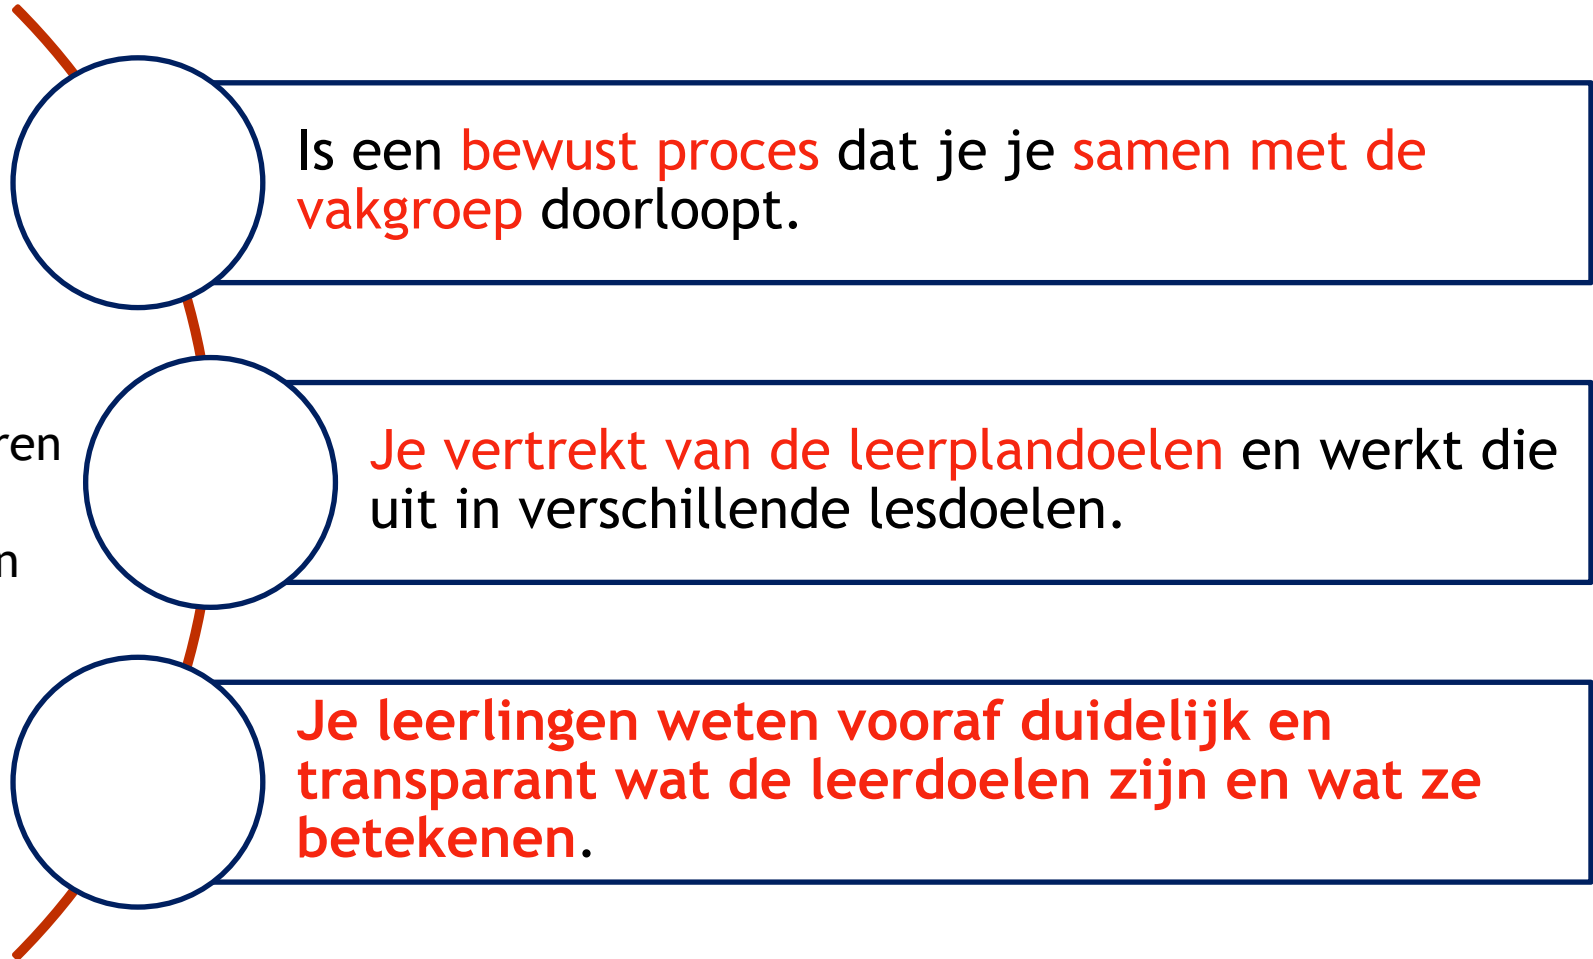 Is een bewust proces dat je je samen met de
vakgroep doorloopt.
Je vertrekt van de leerplandoelen en werkt die
uit in verschillende lesdoelen.
Je leerlingen weten vooraf duidelijk en
transparant wat de leerdoelen zijn en wat ze
betekenen.